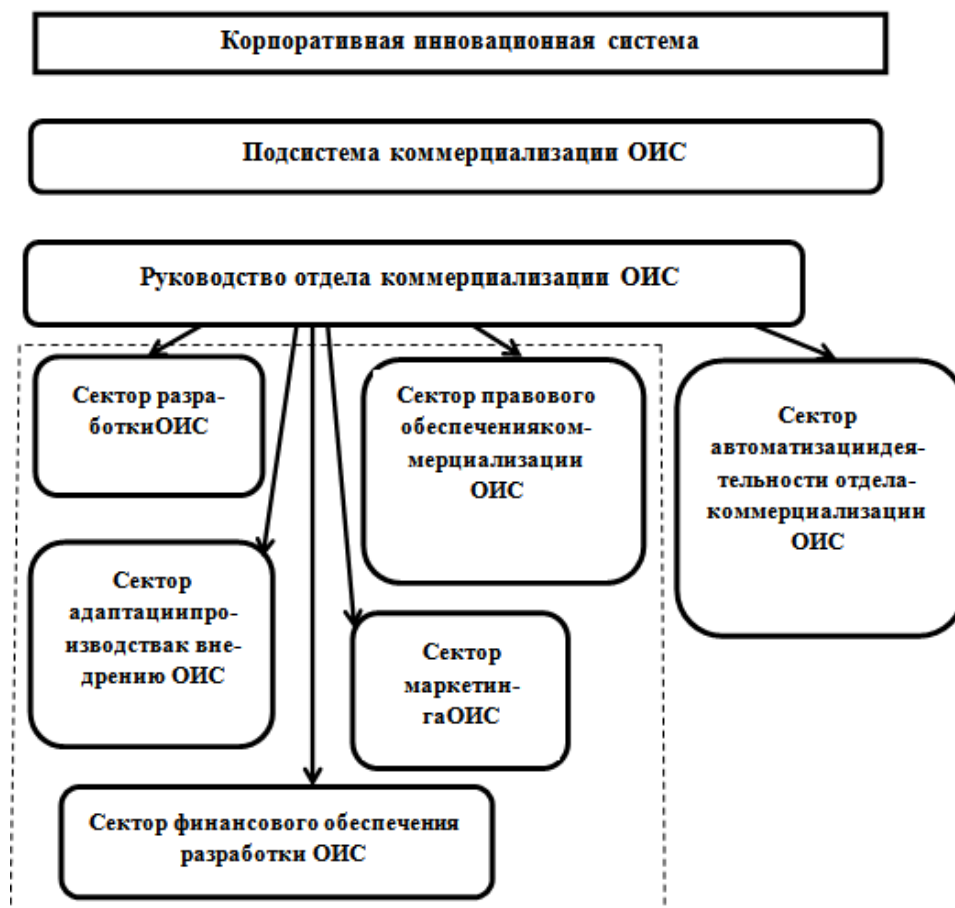 Корпоративная инновационная система
Подсистема коммерциализации ОИС
Руководство отдела коммерциализации ОИС
Сектор разра-
боткиОИС
Сектор правового
обеспеченияком-
мерциализации
ОИС
Сектор
автоматизациидея-
тельности отдела-
коммерциализации
ОИС
Сектор
адаптациипро-
изводствак вне-
дрению ОИС
Сектор
маркетин-
гаОИС
Сектор финансового обеспечения
разработки ОИС